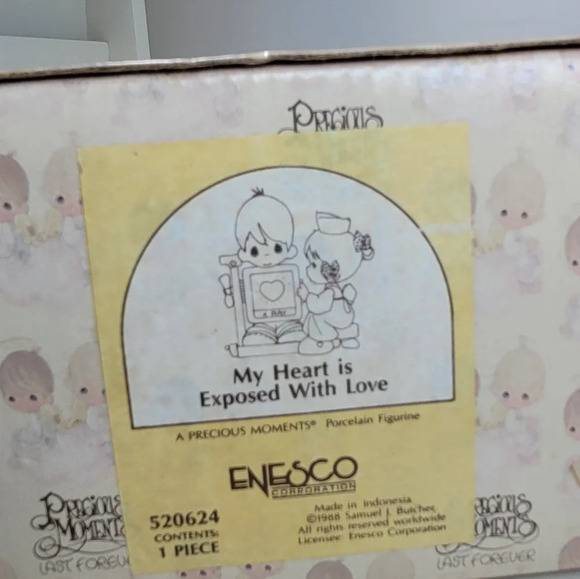 PRECIOUS
A Baby
My Heart is
Exposed With Love
A PRECIOUS MOMENTS® Porcelain Figurine
ENESCO
CORPORATION
520624
CONTENTS:
1 PIECE
Made in Indonesia
©1988 Samuel J. Butcher,
All rights reserved worldwide
Licensee Enesco Corporation
PRECIOUS
MOMENTS
LAST FOREVER
PRECIOUS
MOMENTS
LAST FOREVER